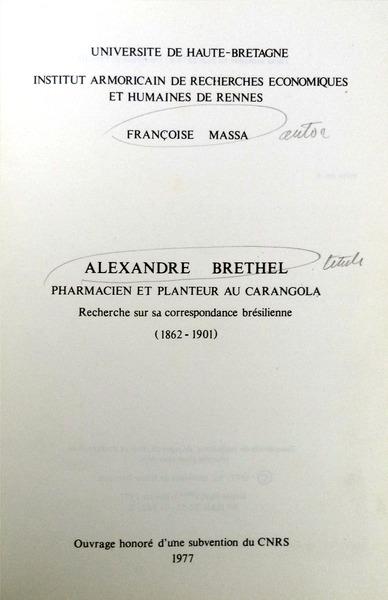 UNIVERSITE DE HAUTE-BRETAGNE
INSTITUT ARMORICAIN DE RECHERCHES ECONOMIQUES
ET HUMAINES DE RENNES
FRANÇOISE MASSA autor
ALEXANDRE BRETHEL
PHARMACIEN ET PLANTEUR AU CARANGOLA
Recherche sur sa correspondance brésilienne
(1862 - 1901)
Ouvrage honoré d'une subvention du CNRS
1977